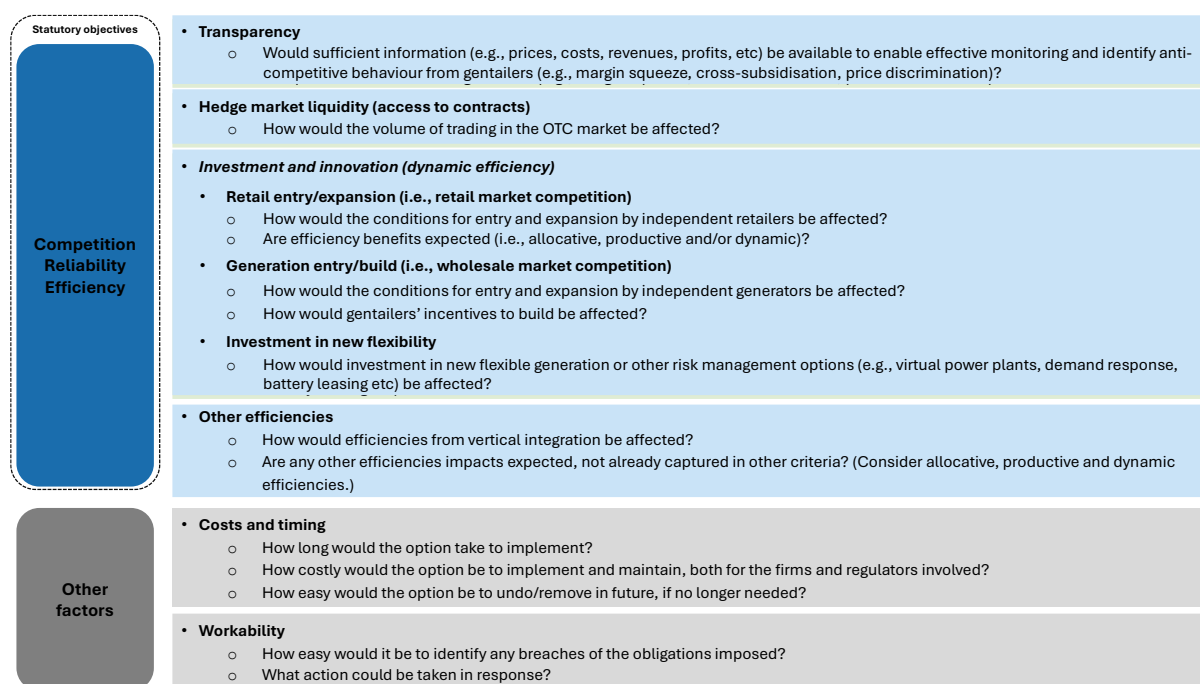 Statutory objectives
Competition
Reliability
Efficiency
• Transparency
o Would sufficient information (e.g., prices, costs, revenues, profits, etc) be available to enable effective monitoring and identify anti-
competitive behaviour from gentailers (e.g., margin squeeze, cross-subsidisation, price discrimination)?
• Hedge market liquidity (access to contracts)
o How would the volume of trading in the OTC market be affected?
• Investment and innovation (dynamic efficiency)
• Retail entry/expansion (i.e., retail market competition)
o How would the conditions for entry and expansion by independent retailers be affected?
o Are efficiency benefits expected (i.e., allocative, productive and/or dynamic)?
• Generation entry/build (i.e., wholesale market competition)
o How would the conditions for entry and expansion by independent generators be affected?
o How would gentailers’ incentives to build be affected?
• Investment in new flexibility
o How would investment in new flexible generation or other risk management options (e.g., virtual power plants, demand response,
battery leasing etc) be affected?
• Other efficiencies
o How would efficiencies from vertical integration be affected?
o Are any other efficiencies impacts expected, not already captured in other criteria? (Consider allocative, productive and dynamic
efficiencies.)
Other
factors
• Costs and timing
o How long would the option take to implement?
o How costly would the option be to implement and maintain, both for the firms and regulators involved?
o How easy would the option be to undo/remove in future, if no longer needed?
• Workability
o How easy would it be to identify any breaches of the obligations imposed?
o What action could be taken in response?